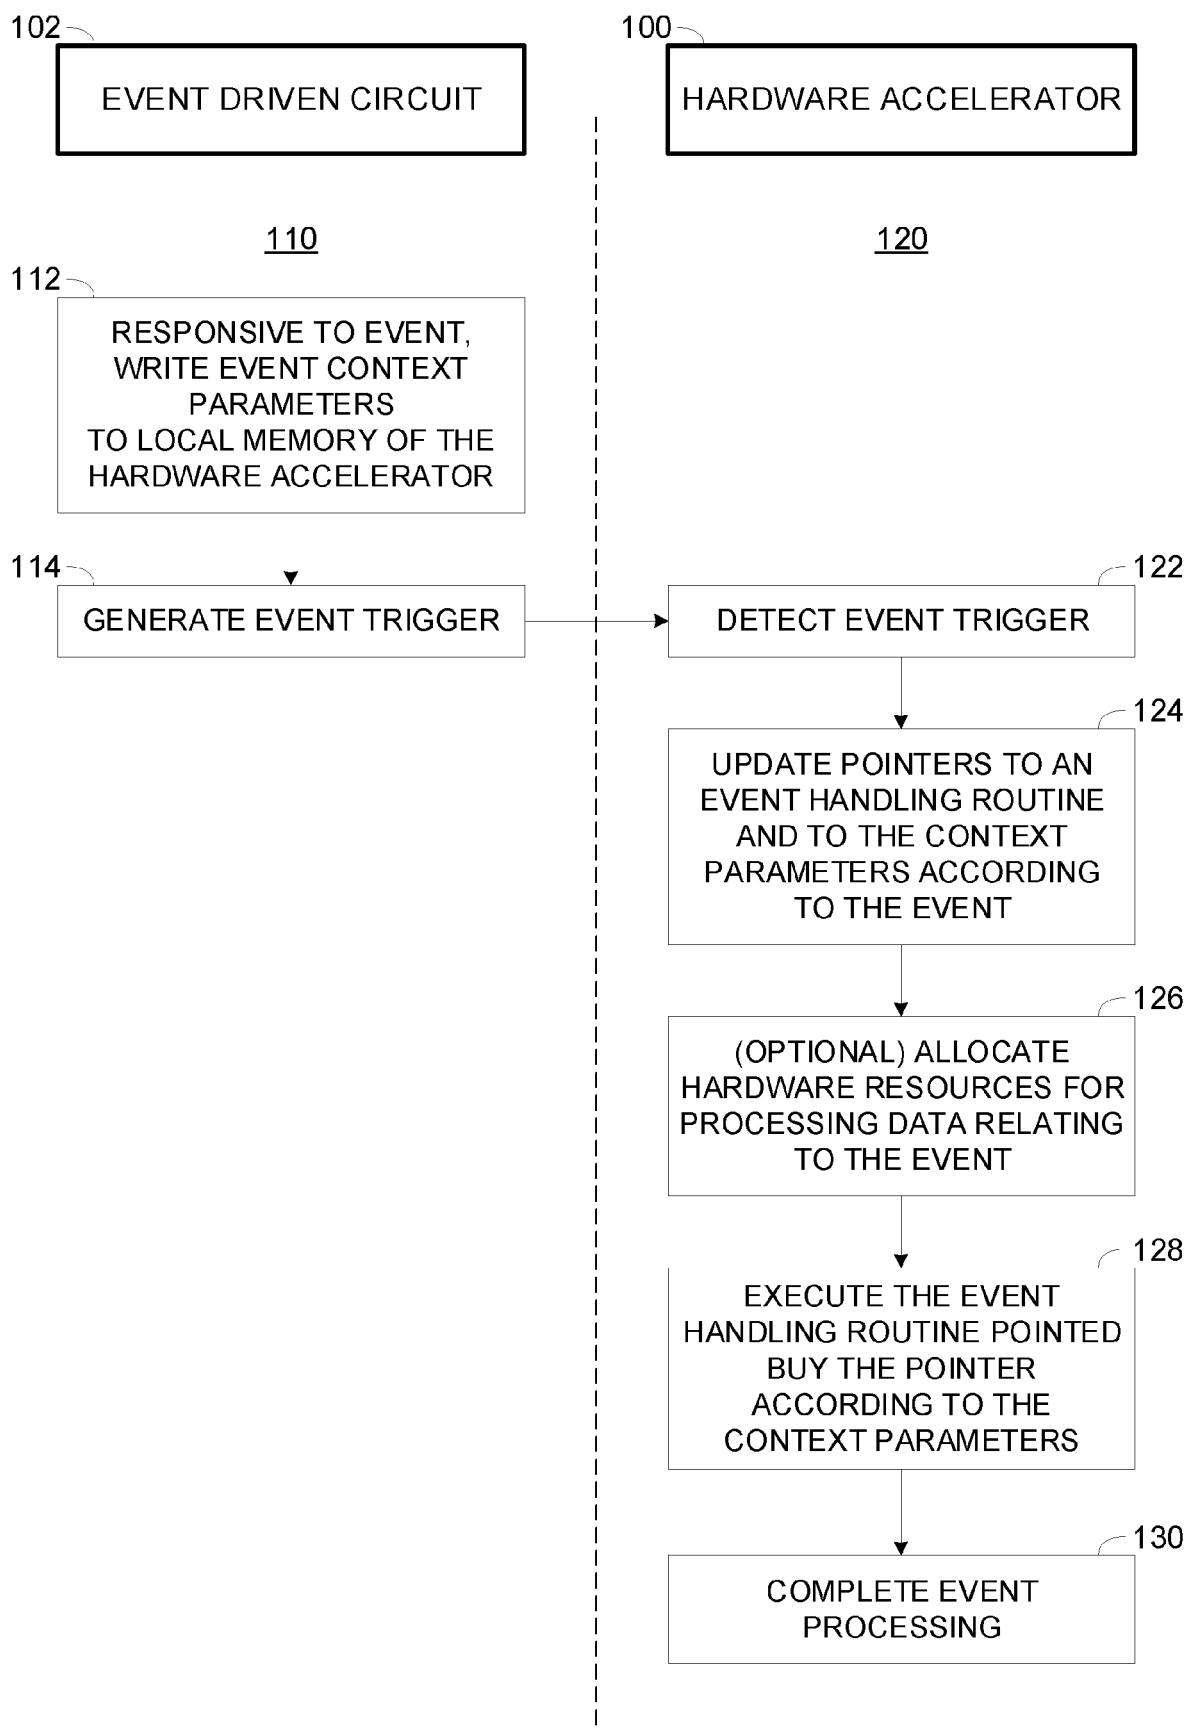 102
EVENT DRIVEN CIRCUIT
100
HARDWARE ACCELERATOR
110
120
112
RESPONSIVE TO EVENT,
WRITE EVENT CONTEXT
PARAMETERS
TO LOCAL MEMORY OF THE
HARDWARE ACCELERATOR
114
GENERATE EVENT TRIGGER
122
DETECT EVENT TRIGGER
124
UPDATE POINTERS TO AN
EVENT HANDLING ROUTINE
AND TO THE CONTEXT
PARAMETERS ACCORDING
TO THE EVENT
126
(OPTIONAL) ALLOCATE
HARDWARE RESOURCES FOR
PROCESSING DATA RELATING
TO THE EVENT
128
EXECUTE THE EVENT
HANDLING ROUTINE POINTED
BUY THE POINTER
ACCORDING TO THE
CONTEXT PARAMETERS
130
COMPLETE EVENT
PROCESSING